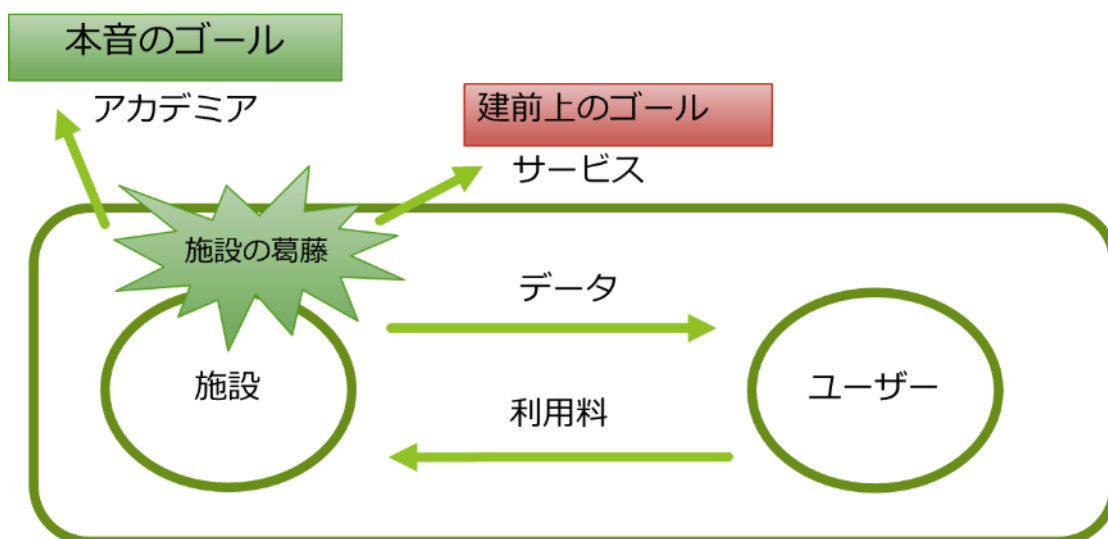 本音のゴール
アカデミア
建前上のゴール
サービス
施設の葛藤
データ
施設
ユーザー
利用料